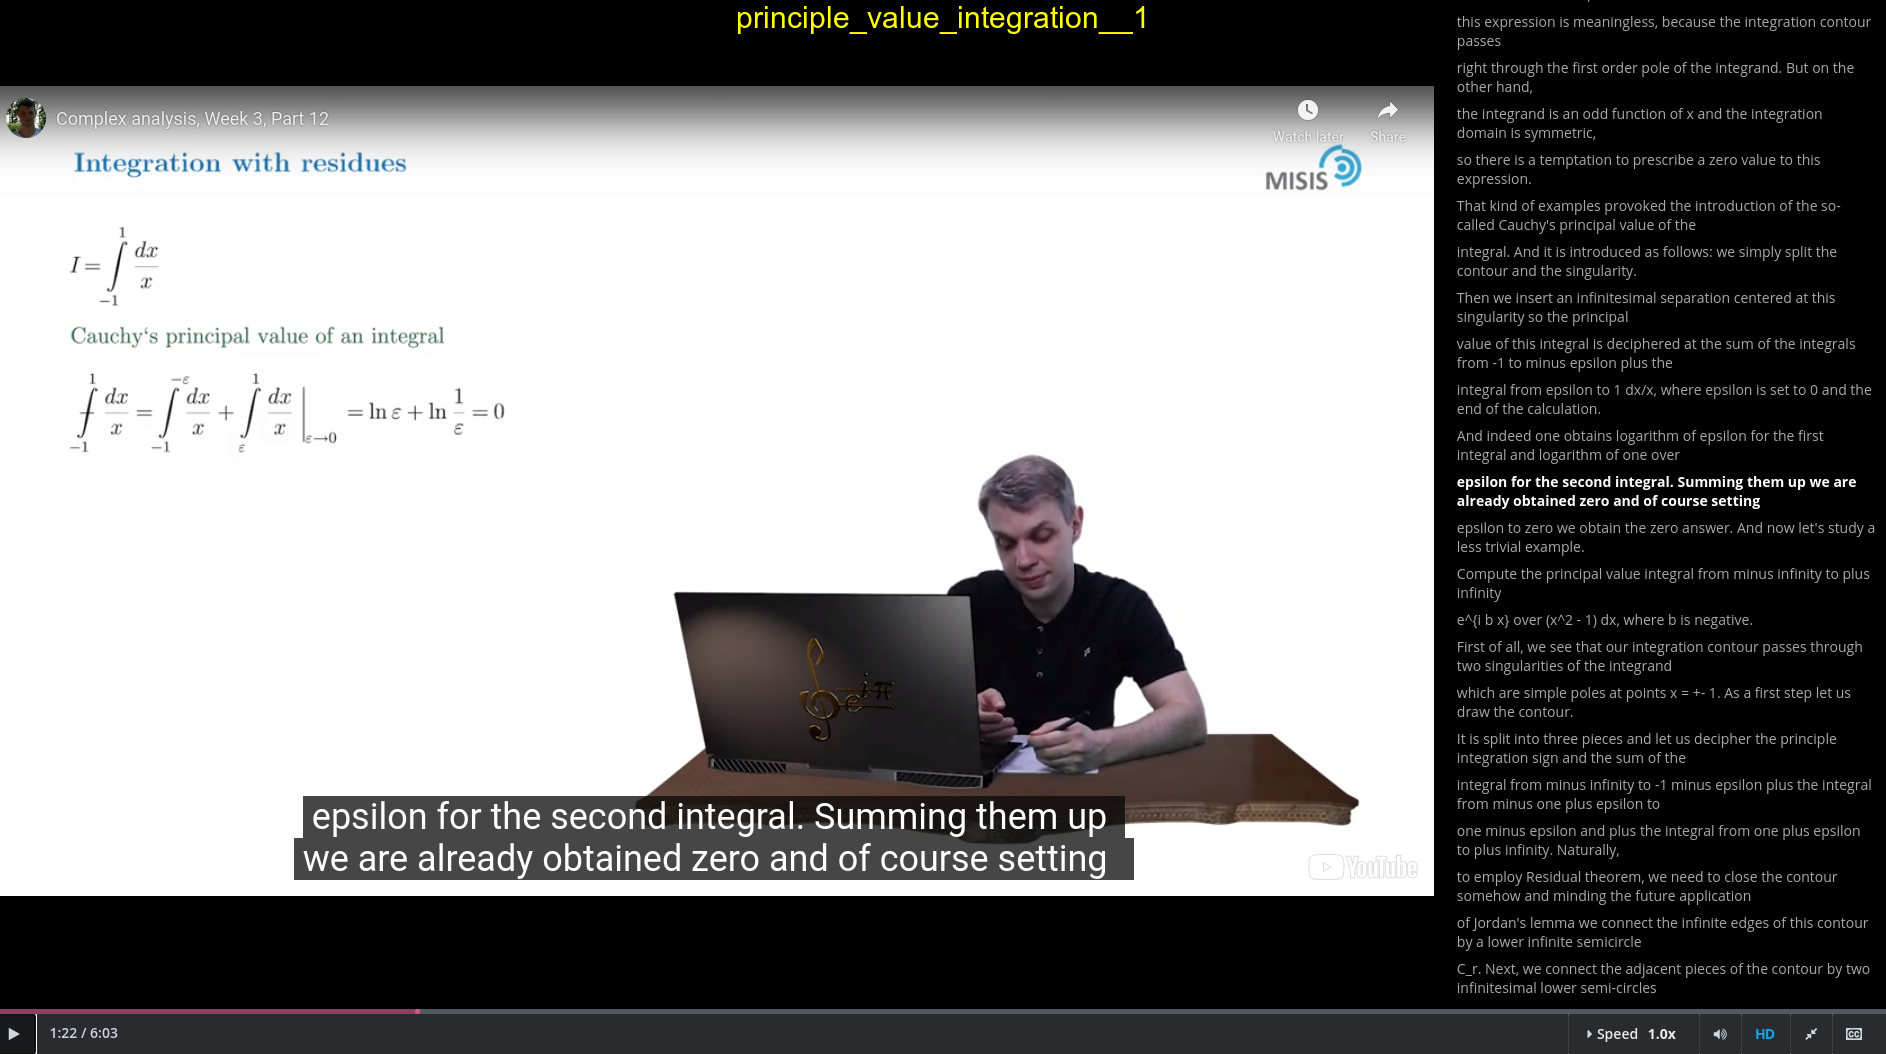 principle_value_integration__1
Complex analysis, Week 3, Part 12
Watch later
Share
Integration with residues
MISIS
I = ∫_{-1}^{1} dx/x
Cauchy's principal value of an integral
⨍_{-1}^{1} dx/x = ∫_{-1}^{-ε} dx/x + ∫_{ε}^{1} dx/x |_{ε→0} = ln ε + ln 1/ε = 0
e^{iπ}
epsilon for the second integral. Summing them up
we are already obtained zero and of course setting
YouTube
this expression is meaningless, because the integration contour
passes
right through the first order pole of the integrand. But on the
other hand,
the integrand is an odd function of x and the integration
domain is symmetric,
so there is a temptation to prescribe a zero value to this
expression.
That kind of examples provoked the introduction of the so-
called Cauchy's principal value of the
integral. And it is introduced as follows: we simply split the
contour and the singularity.
Then we insert an infinitesimal separation centered at this
singularity so the principal
value of this integral is deciphered at the sum of the integrals
from -1 to minus epsilon plus the
integral from epsilon to 1 dx/x, where epsilon is set to 0 and the
end of the calculation.
And indeed one obtains logarithm of epsilon for the first
integral and logarithm of one over
epsilon for the second integral. Summing them up we are
already obtained zero and of course setting
epsilon to zero we obtain the zero answer. And now let's study a
less trivial example.
Compute the principal value integral from minus infinity to plus
infinity
e^{i b x} over (x^2 - 1) dx, where b is negative.
First of all, we see that our integration contour passes through
two singularities of the integrand
which are simple poles at points x = +- 1. As a first step let us
draw the contour.
It is split into three pieces and let us decipher the principle
integration sign and the sum of the
integral from minus infinity to -1 minus epsilon plus the integral
from minus one plus epsilon to
one minus epsilon and plus the integral from one plus epsilon
to plus infinity. Naturally,
to employ Residual theorem, we need to close the contour
somehow and minding the future application
of Jordan's lemma we connect the infinite edges of this contour
by a lower infinite semicircle
C_r. Next, we connect the adjacent pieces of the contour by two
infinitesimal lower semi-circles
1:22 / 6:03
Speed 1.0x
HD
CC